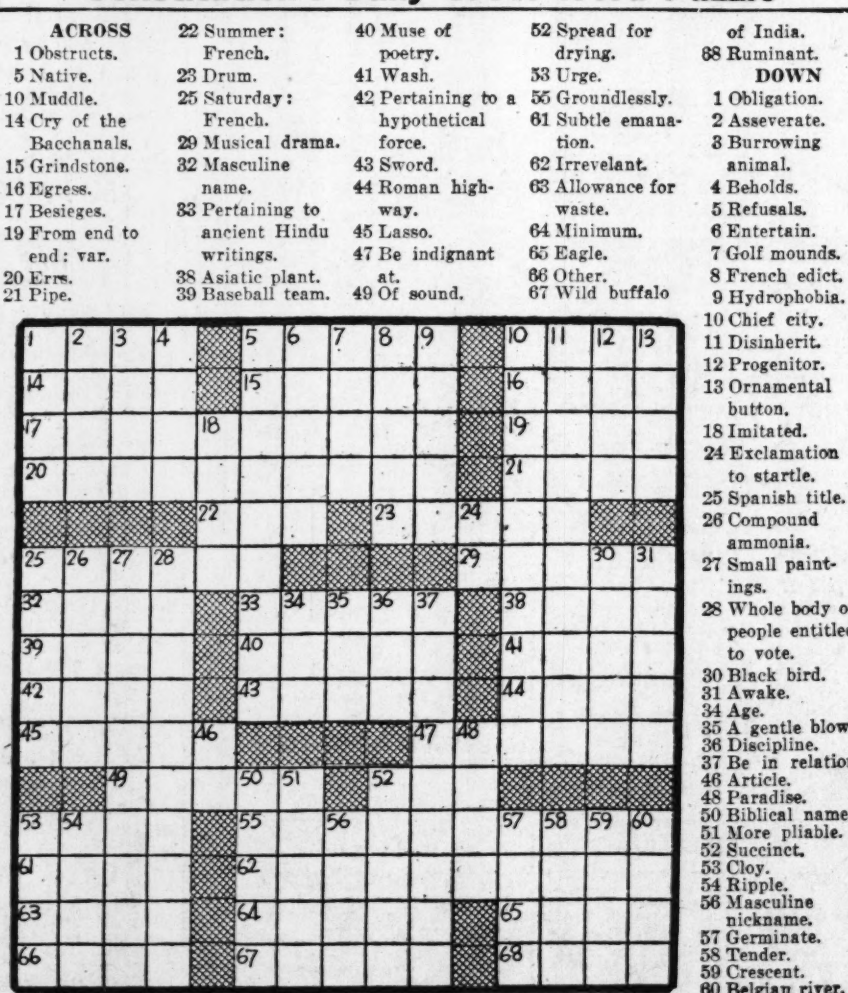 ACROSS
1 Obstructs.
5 Native.
10 Muddle.
14 Cry of the
Bacchanals.
15 Grindstone.
16 Egress.
17 Besieges.
19 From end to
end: var.
20 Errs.
21 Pipe.
22 Summer:
French.
23 Drum.
25 Saturday:
French.
29 Musical drama.
32 Masculine
name.
33 Pertaining to
ancient Hindu
writings.
38 Asiatic plant.
39 Baseball team.
40 Muse of
poetry.
41 Wash.
42 Pertaining to a
hypothetical
force.
43 Sword.
44 Roman high-
way.
45 Lasso.
47 Be indignant
at.
49 Of sound.
52 Spread for
drying.
53 Urge.
55 Groundlessly.
61 Subtle emana-
tion.
62 Irrevelant.
63 Allowance for
waste.
64 Minimum.
65 Eagle.
66 Other.
67 Wild buffalo
of India.
68 Ruminant.
DOWN
1 Obligation.
2 Asseverate.
3 Burrowing
animal.
4 Beholds.
5 Refusals.
6 Entertain.
7 Golf mounds.
8 French edict.
9 Hydrophobia.
10 Chief city.
11 Disinherit.
12 Progenitor.
13 Ornamental
button.
18 Imitated.
24 Exclamation
to startle.
25 Spanish title.
26 Compound
ammonia.
27 Small paint-
ings.
28 Whole body o
people entitled
to vote.
30 Black bird.
31 Awake.
34 Age.
35 A gentle blow
36 Discipline.
37 Be in relation
46 Article.
48 Paradise.
50 Biblical name
51 More pliable.
52 Succinct.
53 Cloy.
54 Ripple.
56 Masculine
nickname.
57 Germinate.
58 Tender.
59 Crescent.
60 Belgian river.
1 2 3 4 5 6 7 8 9 10 11 12 13
14 15 16
17 18 19
20 21
22 23 24
25 26 27 28 29 30 31
32 33 34 35 36 37 38
39 40 41
42 43 44
45 46 47 48
49 50 51 52
53 54 55 56 57 58 59 60
61 62
63 64 65
66 67 68